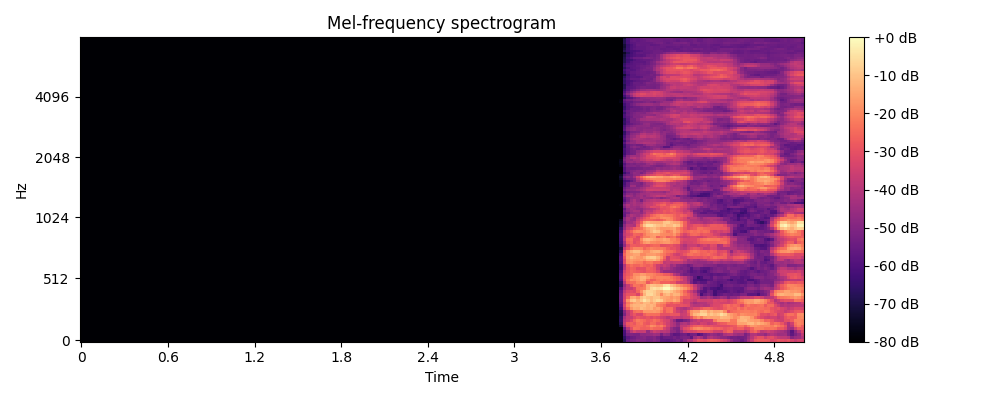 Mel-frequency spectrogram
+0 dB
4096
-10 dB
-20 dB
2048
-30 dB
Hz
-40 dB
1024
-50 dB
512
-60 dB
-70 dB
0
-80 dB
0 0.6 1.2 1.8 2.4 3 3.6 4.2 4.8
Time